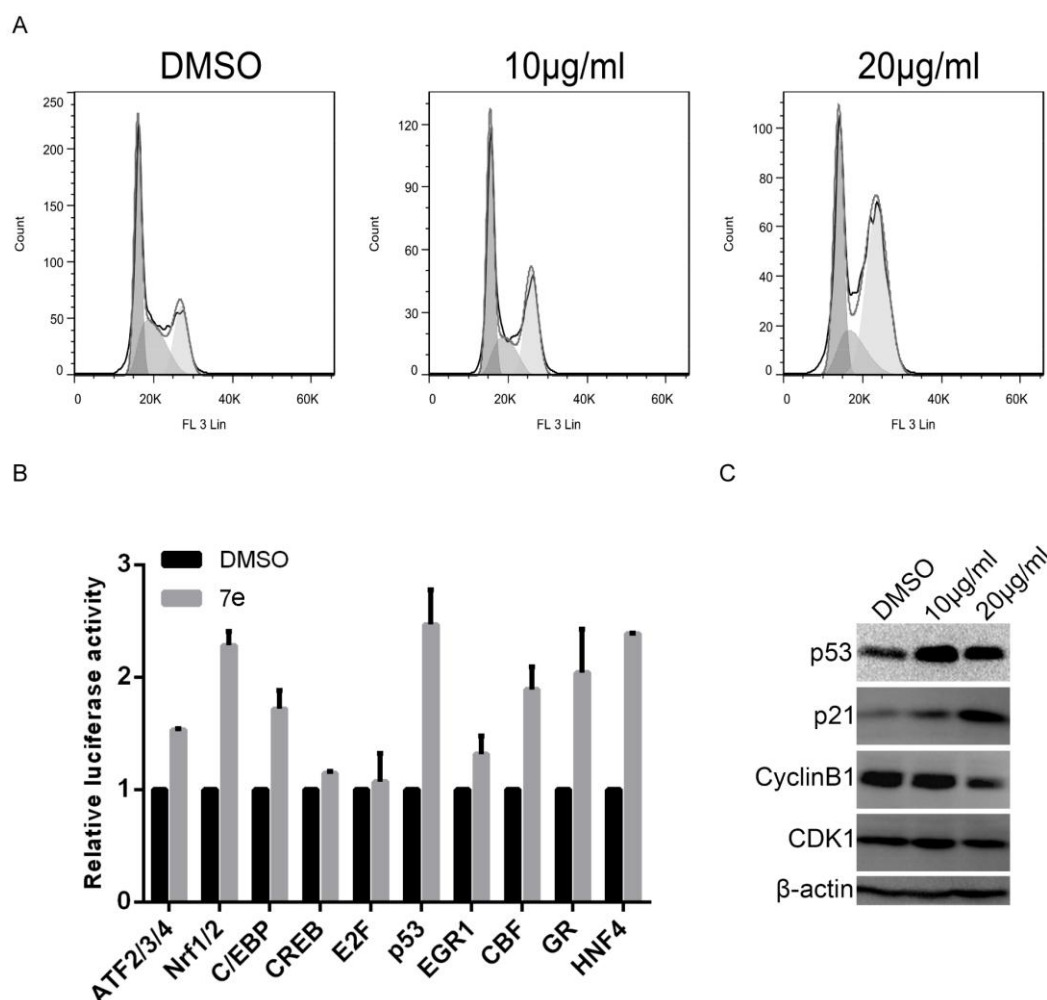 A
DMSO
10µg/ml
20µg/ml
250
200
150
100
50
0
Count
0 20K 40K 60K
FL 3 Lin
120
90
60
30
0
Count
0 20K 40K 60K
FL 3 Lin
100
80
60
40
20
0
Count
0 20K 40K 60K
FL 3 Lin
B
DMSO
7e
Relative luciferase activity
3
2
1
0
ATF2/3/4
Nrf1/2
C/EBP
CREB
E2F
p53
EGR1
CBF
GR
HNF4
C
DMSO
10µg/ml
20µg/ml
p53
p21
CyclinB1
CDK1
β-actin